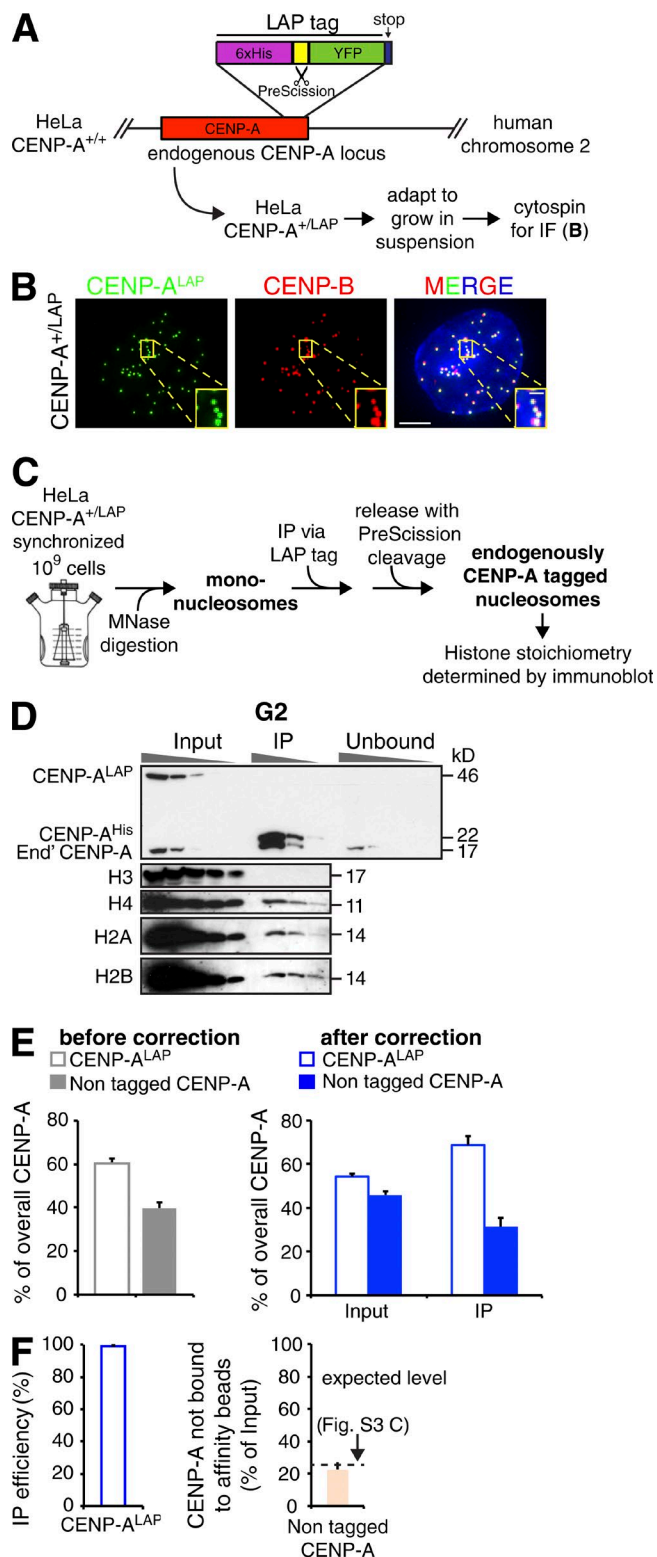 A
LAP tag
stop
6xHis
YFP
PreScission
HeLa
CENP-A+/+
CENP-A
human
chromosome 2
endogenous CENP-A locus
HeLa
CENP-A+/LAP
adapt to
grow in
suspension
cytospin
for IF (B)
B
CENP-ALAP
CENP-B
MERGE
CENP-A+/LAP
C
HeLa
CENP-A+/LAP
synchronized
10⁹ cells
MNase
digestion
mono-
nucleosomes
IP via
LAP tag
release with
PreScission
cleavage
endogenously
CENP-A tagged
nucleosomes
Histone stoichiometry
determined by immunoblot
D
G2
Input
IP
Unbound
kD
CENP-ALAP
46
CENP-AHis
22
End' CENP-A
17
H3
17
H4
11
H2A
14
H2B
14
E
before correction
CENP-ALAP
Non tagged CENP-A
after correction
CENP-ALAP
Non tagged CENP-A
% of overall CENP-A
80
60
40
20
0
% of overall CENP-A
80
60
40
20
0
Input
IP
F
IP efficiency (%)
100
80
60
40
20
0
CENP-ALAP
CENP-A not bound
to affinity beads
(% of Input)
100
80
60
40
20
0
expected level
(Fig. S3 C)
Non tagged
CENP-A